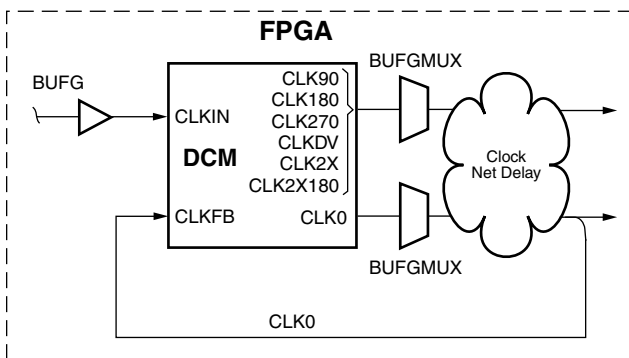 FPGA
BUFG
BUFGMUX
CLK90
CLK180
CLKIN
CLK270
DCM
CLKDV
CLK2X
CLK2X180
Clock
Net Delay
CLKFB
CLK0
BUFGMUX
CLK0